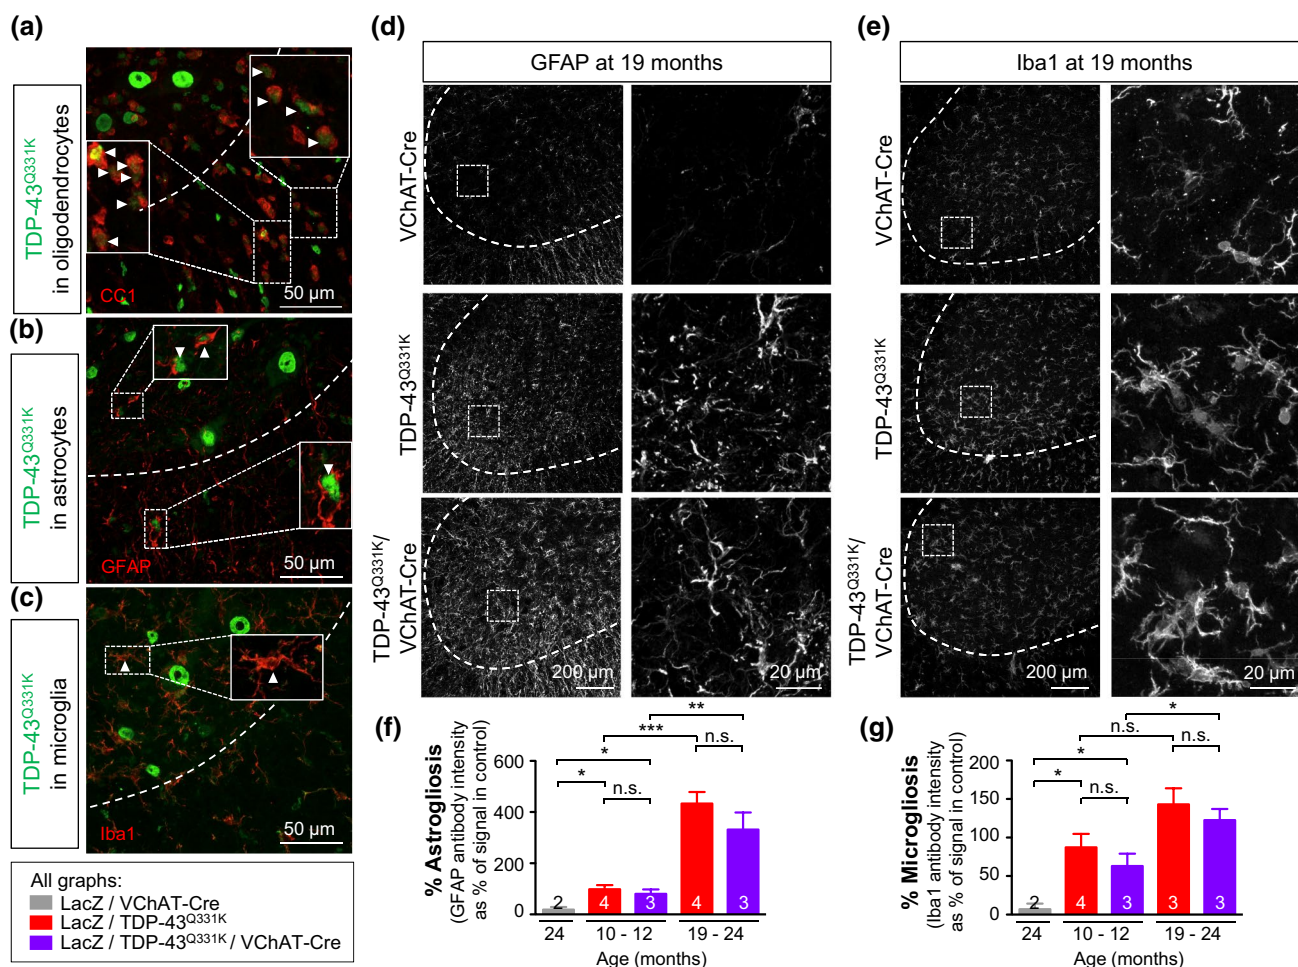 (a)
TDP-43Q331K
in oligodendrocytes
CC1
50 µm
(b)
TDP-43Q331K
in astrocytes
GFAP
50 µm
(c)
TDP-43Q331K
in microglia
Iba1
50 µm
All graphs:
LacZ / VChAT-Cre
LacZ / TDP-43Q331K
LacZ / TDP-43Q331K / VChAT-Cre
(d)
GFAP at 19 months
VChAT-Cre
TDP-43Q331K
TDP-43Q331K/
VChAT-Cre
200 µm
20 µm
(e)
Iba1 at 19 months
VChAT-Cre
TDP-43Q331K
TDP-43Q331K/
VChAT-Cre
200 µm
20 µm
(f)
% Astrogliosis
(GFAP antibody intensity
as % of signal in control)
600
400
200
0
**
***
n.s.
*
*
n.s.
2
4
3
4
3
24
10 - 12
19 - 24
Age (months)
(g)
% Microgliosis
(Iba1 antibody intensity
as % of signal in control)
200
150
100
50
0
*
n.s.
n.s.
*
*
n.s.
2
4
3
3
3
24
10 - 12
19 - 24
Age (months)